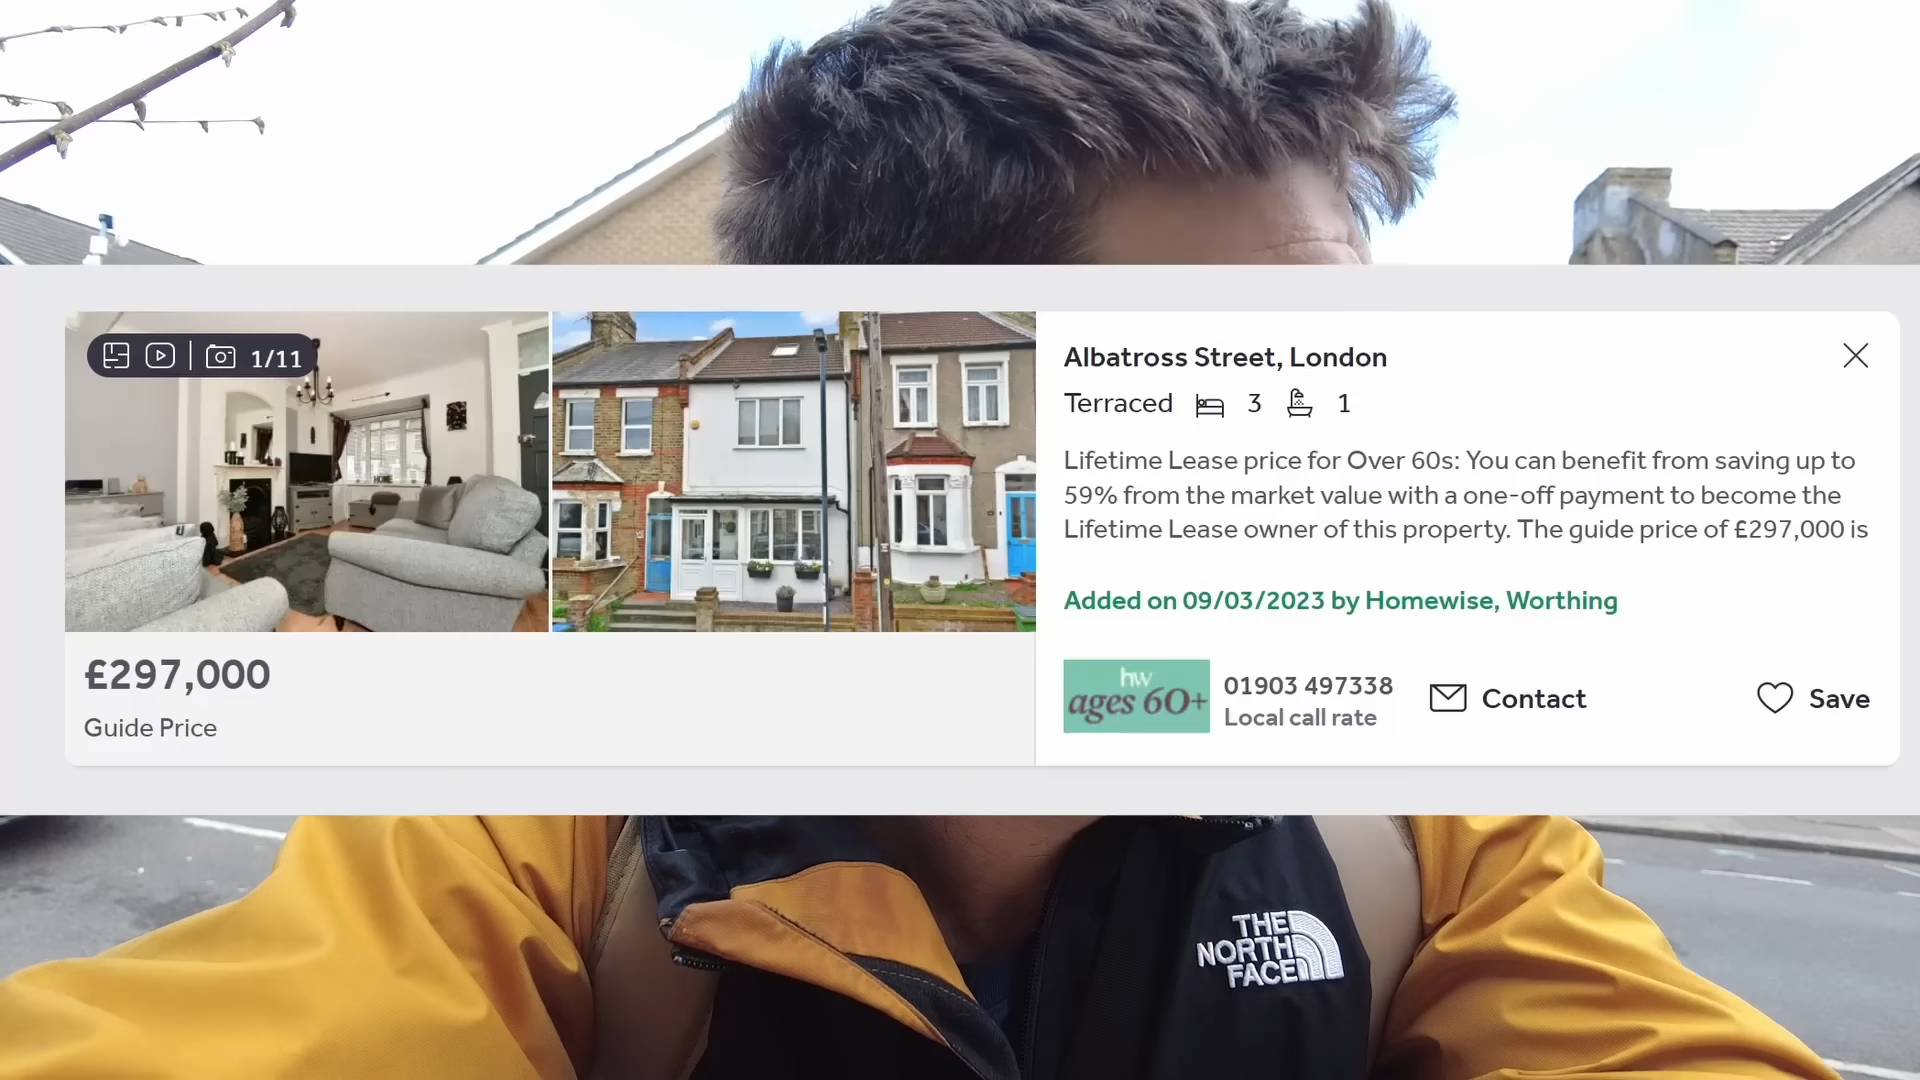 1/11
£297,000
Guide Price
Albatross Street, London
Terraced 3 1
Lifetime Lease price for Over 60s: You can benefit from saving up to
59% from the market value with a one-off payment to become the
Lifetime Lease owner of this property. The guide price of £297,000 is
Added on 09/03/2023 by Homewise, Worthing
hw
ages 60+
01903 497338
Local call rate
Contact
Save
THE
NORTH
FACE